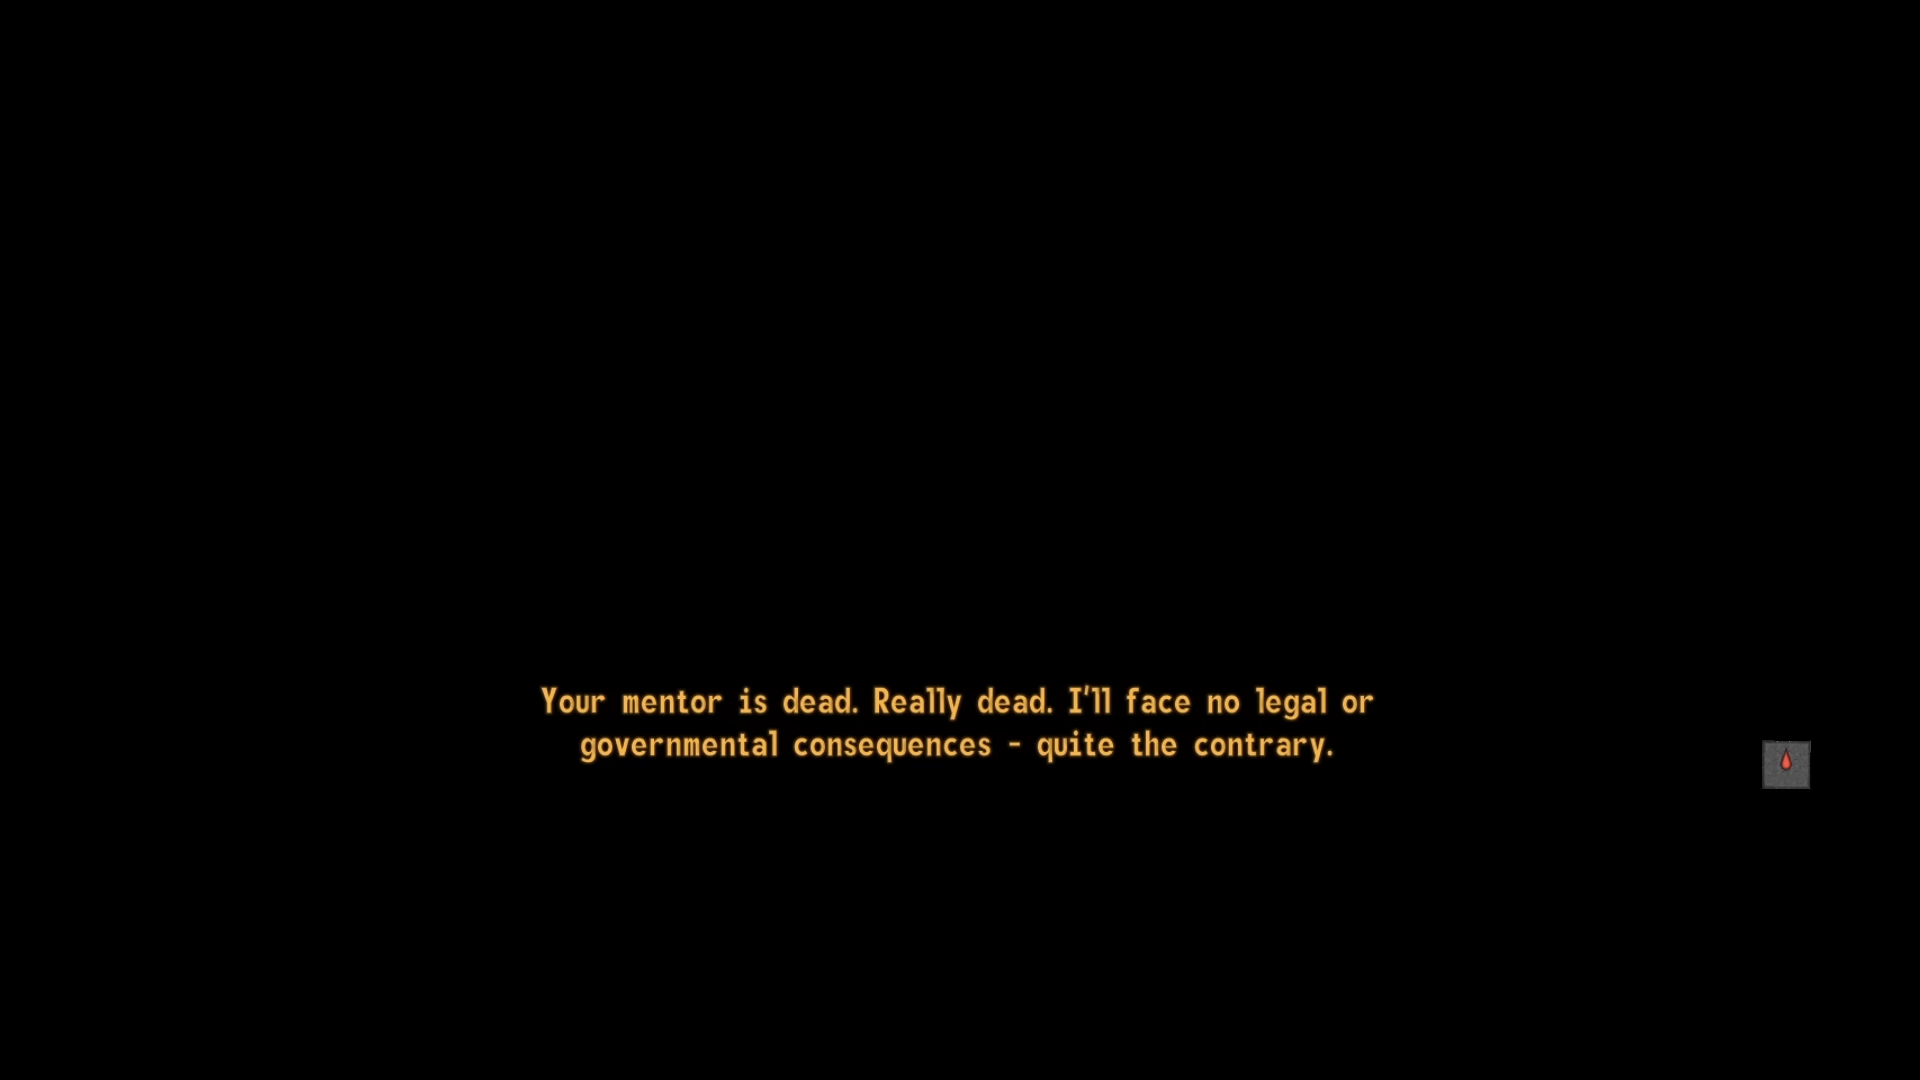 Your mentor is dead. Really dead. I'll face no legal or
governmental consequences - quite the contrary.